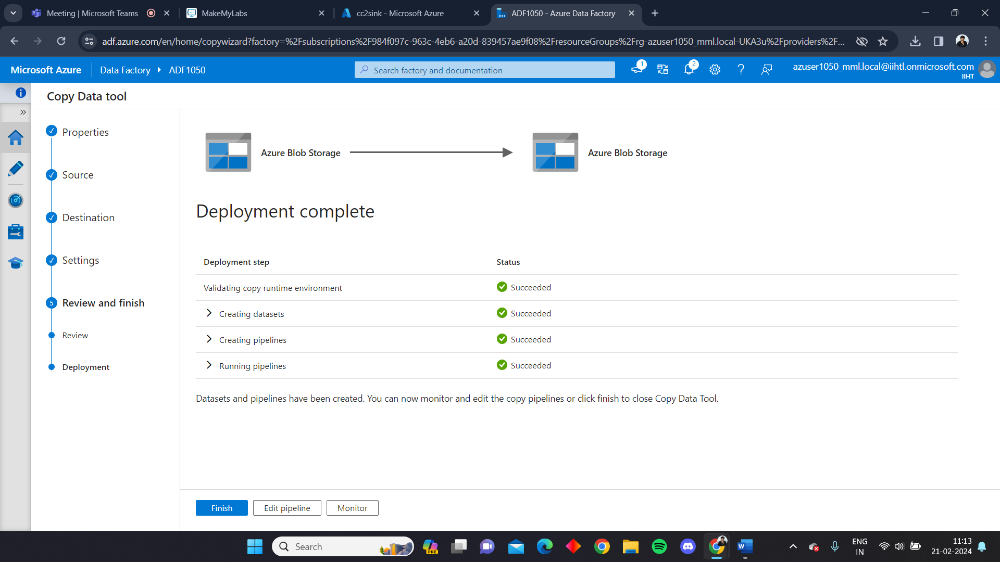 Meeting | Microsoft Teams
MakeMyLabs
cc2sink - Microsoft Azure
ADF1050 - Azure Data Factory
adf.azure.com/en/home/copywizard?factory=%2Fsubscriptions%2F984f097c-963c-4eb6-a20d-839457ae9f08%2FresourceGroups%2Frg-azuser1050_mml.local-UKA3u%2Fproviders%2F...
Microsoft Azure
Data Factory
ADF1050
Search factory and documentation
1
2
azuser1050_mml.local@iihtl.onmicrosoft.com
IIHT
Copy Data tool
Properties
Source
Destination
Settings
5
Review and finish
Review
Deployment
Azure Blob Storage
Azure Blob Storage
Deployment complete
Deployment step
Status
Validating copy runtime environment
Succeeded
Creating datasets
Succeeded
Creating pipelines
Succeeded
Running pipelines
Succeeded
Datasets and pipelines have been created. You can now monitor and edit the copy pipelines or click finish to close Copy Data Tool.
Finish
Edit pipeline
Monitor
Search
PRE
W
ENG
IN
11:13
21-02-2024